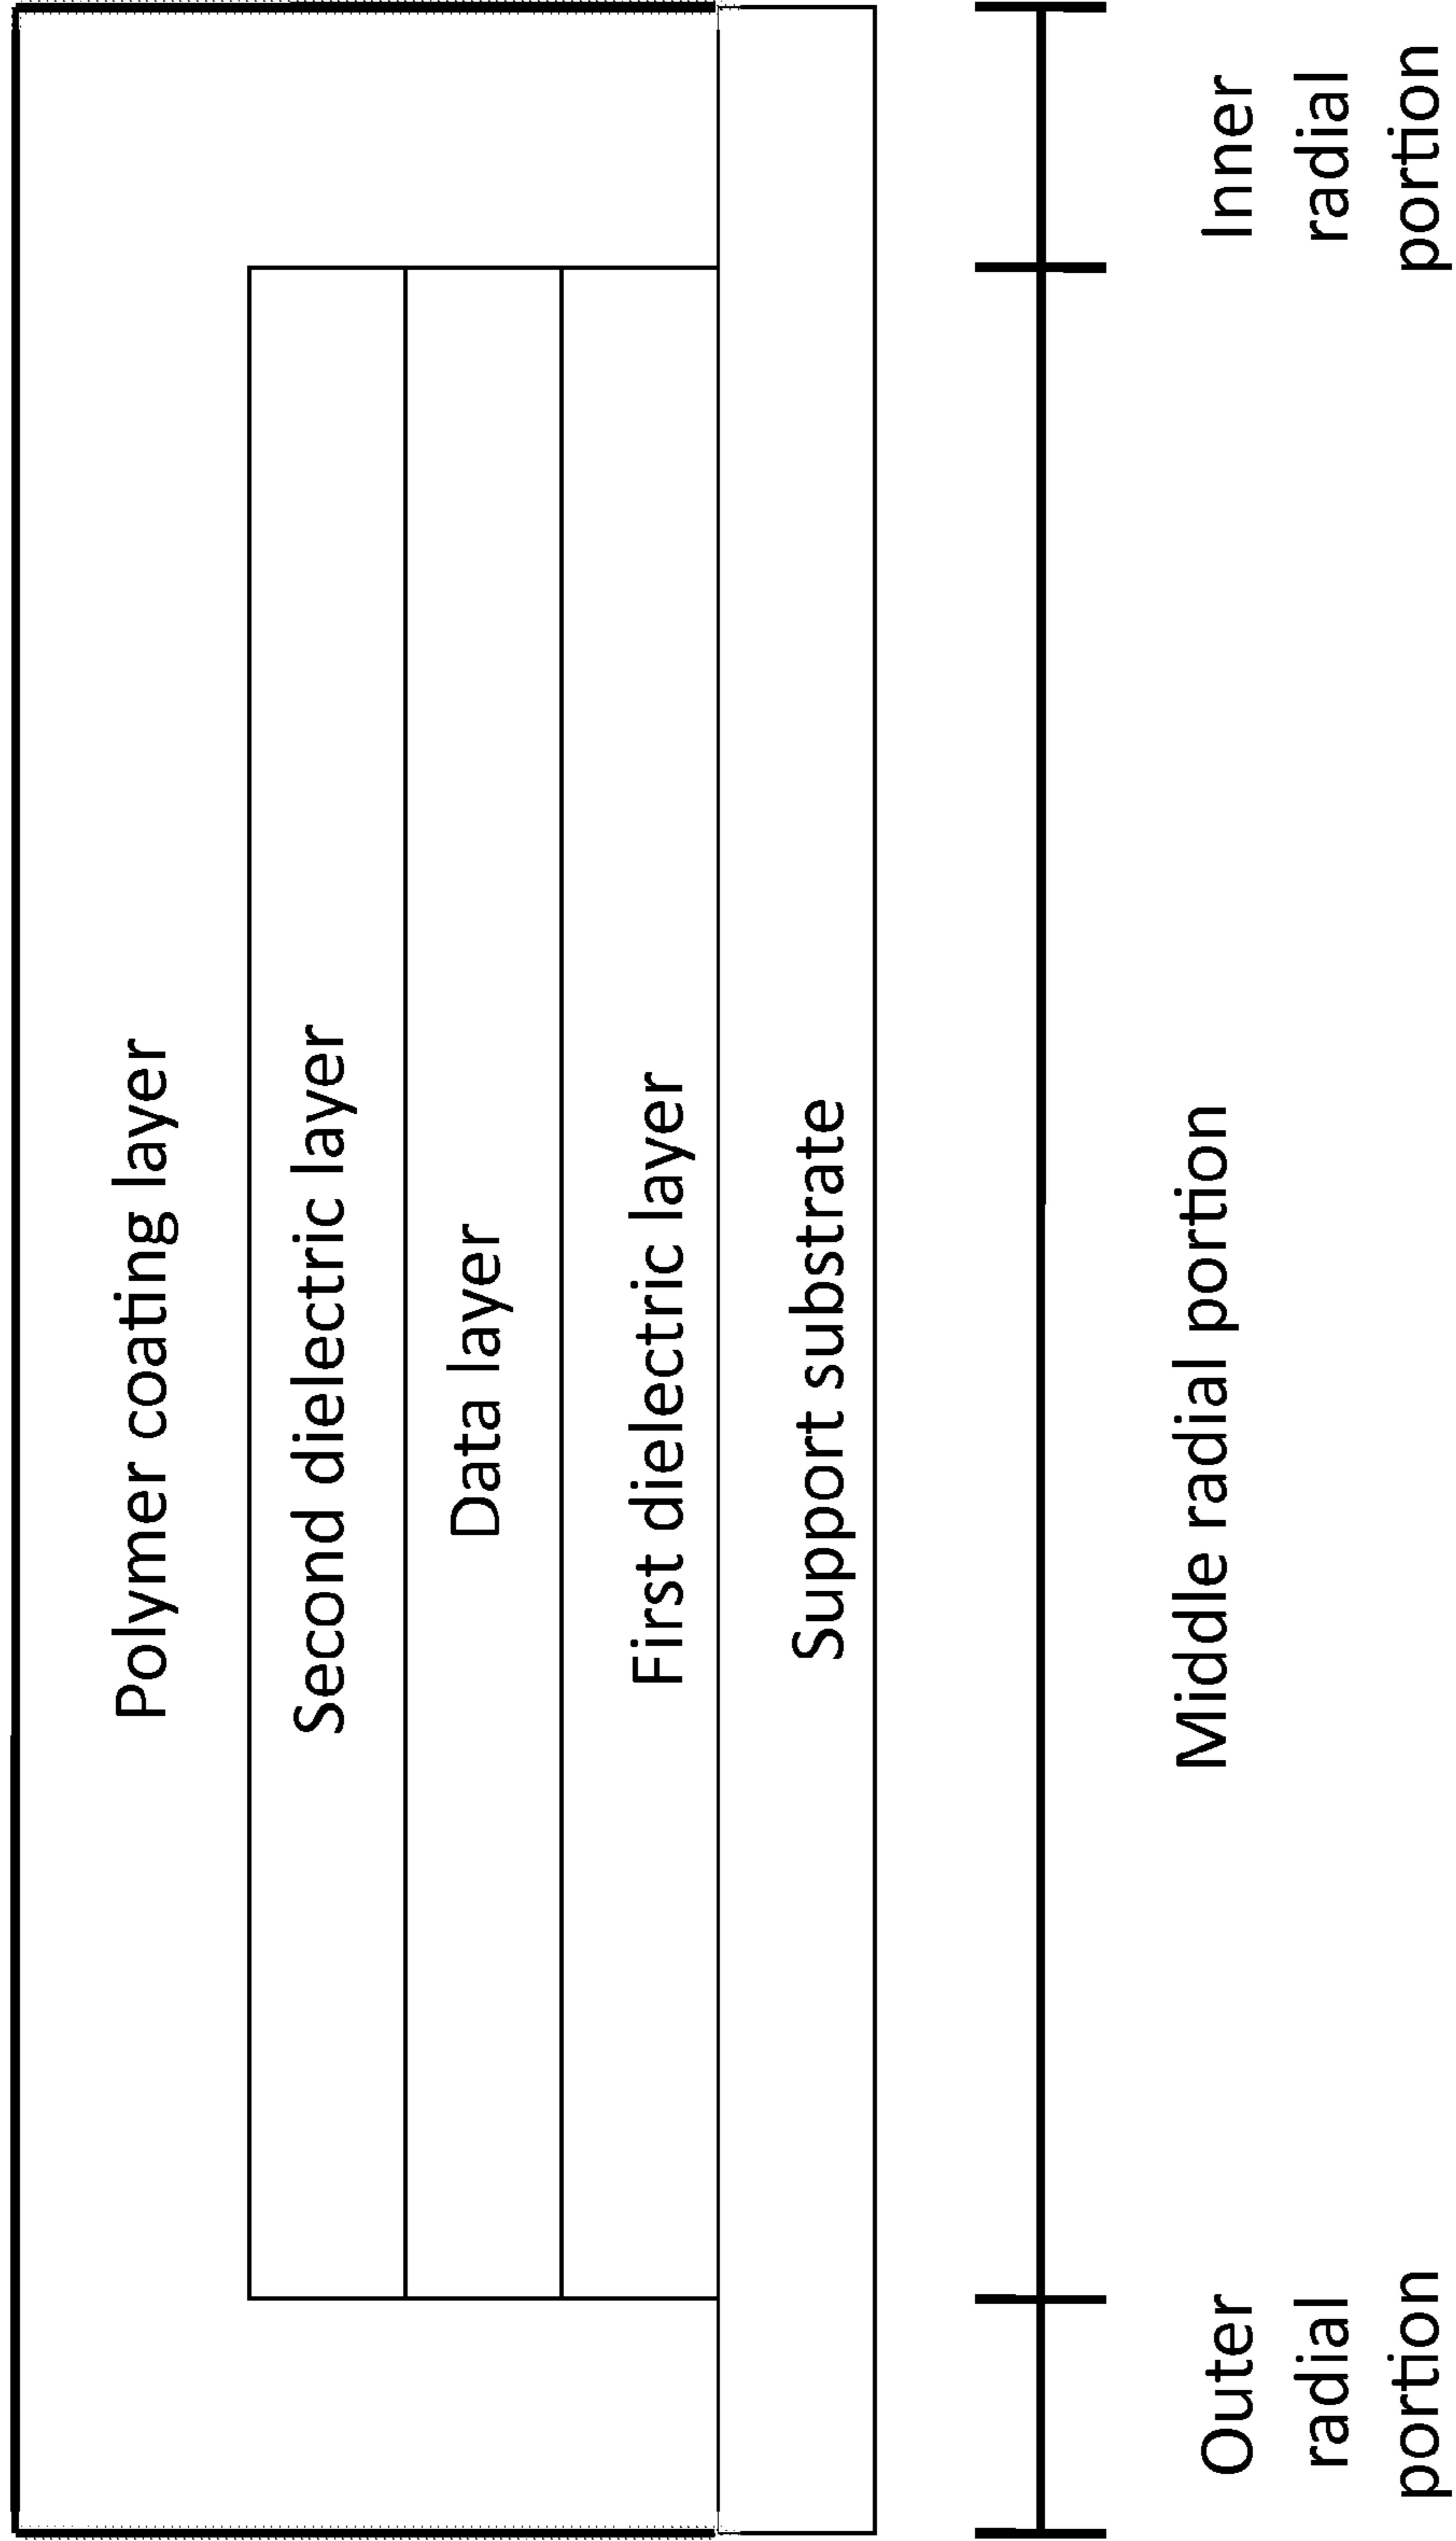 Polymer coating layer
Second dielectric layer
Data layer
First dielectric layer
Support substrate
Outer
radial
portion
Middle radial portion
Inner
radial
portion